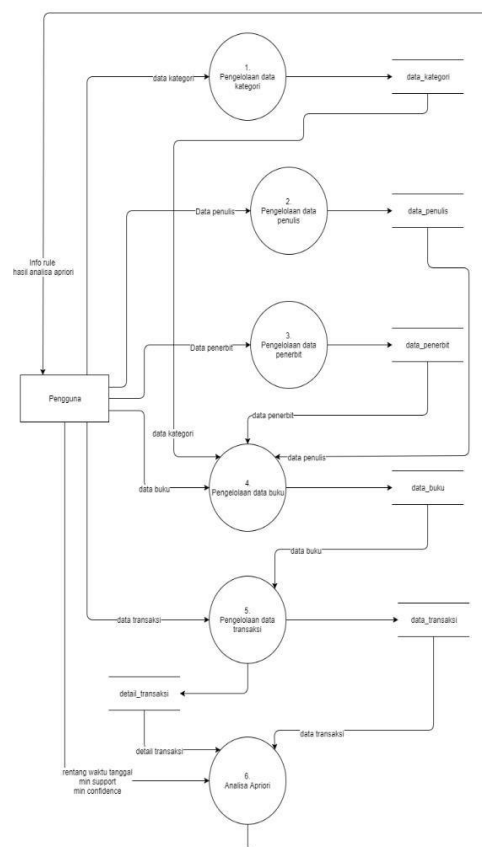 1.
Pengelolaan data
kategori
data kategori
data_kategori
2.
Pengelolaan data
penulis
Data penulis
data_penulis
Info rule
hasil analisa apriori
3.
Pengelolaan data
penerbit
Data penerbit
data_penerbit
Pengguna
data penerbit
data kategori
data penulis
4.
Pengelolaan data buku
data buku
data_buku
data buku
5.
Pengelolaan data
transaksi
data transaksi
data_transaksi
detail_transaksi
data transaksi
detail transaksi
rentang waktu tanggal
min support
min confidence
6.
Analisa Apriori